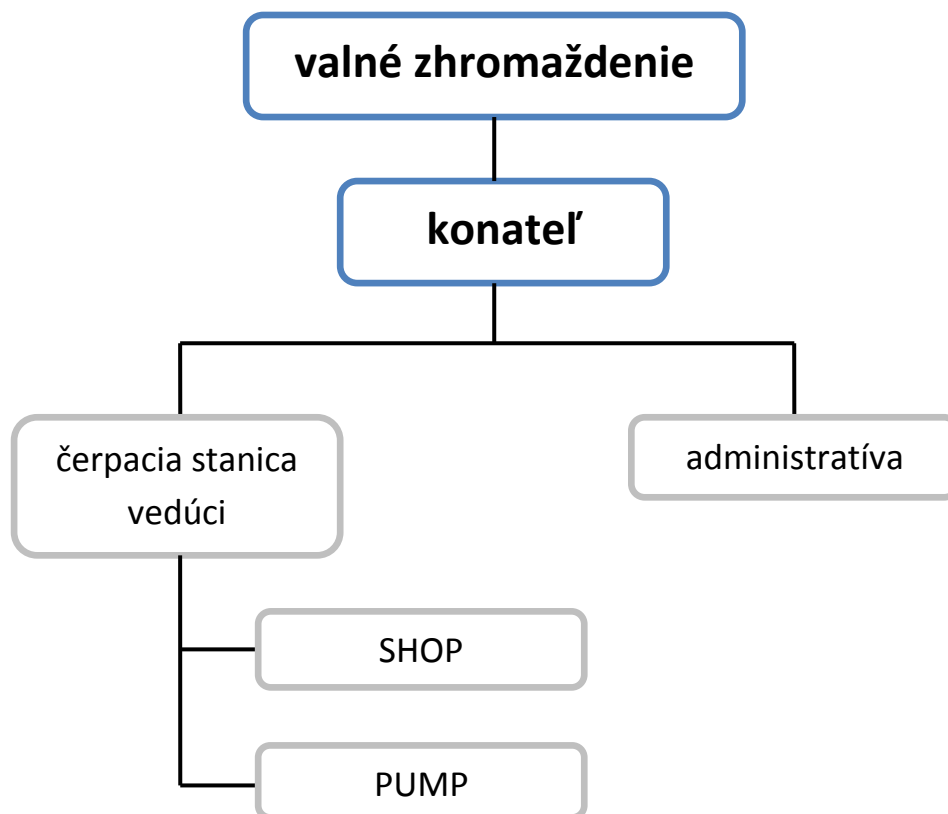 valné zhromaždenie
konateľ
čerpacia stanica
vedúci
administratíva
SHOP
PUMP